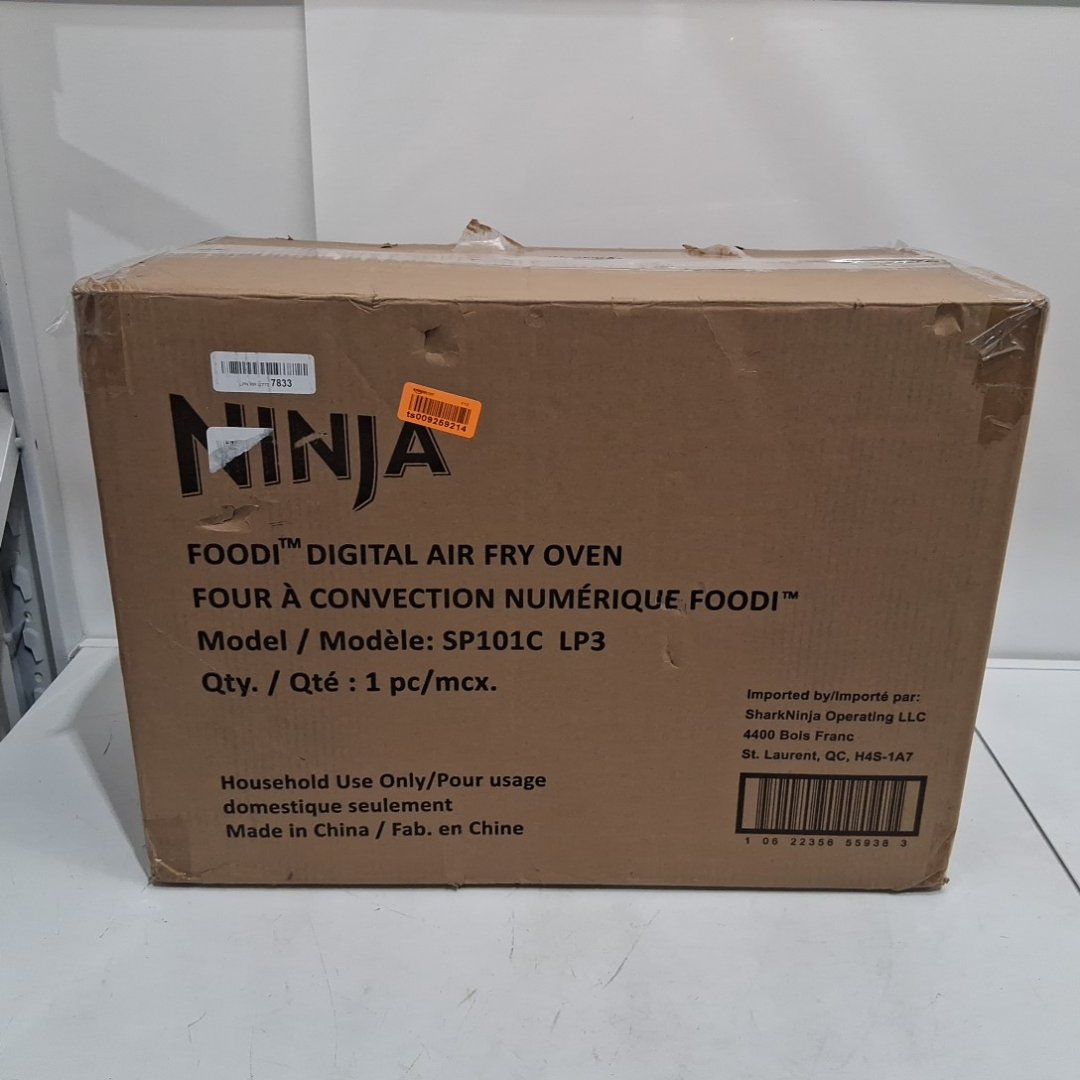 7833
ts009259214
NINJA
FOODI™ DIGITAL AIR FRY OVEN
FOUR À CONVECTION NUMÉRIQUE FOODI™
Model / Modèle: SP101C LP3
Qty. / Qté : 1 pc/mcx.
Imported by/Importé par:
SharkNinja Operating LLC
4400 Bois Franc
St. Laurent, QC, H4S-1A7
Household Use Only/Pour usage
domestique seulement
Made in China / Fab. en Chine
1 06 22356 55938 3